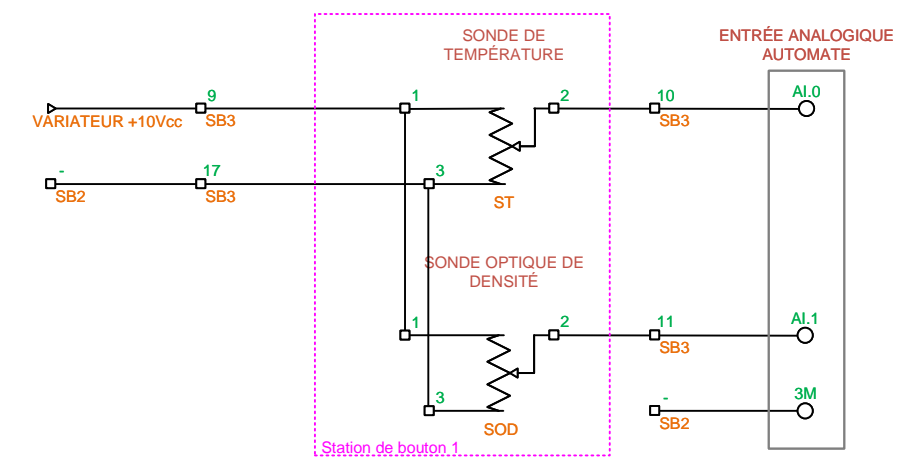 SONDE DE
TEMPÉRATURE
ENTRÉE ANALOGIQUE
AUTOMATE
9
1
2
10
AI.0
VARIATEUR +10Vcc
SB3
SB3
-
17
3
SB2
SB3
ST
SONDE OPTIQUE DE
DENSITÉ
1
2
11
AI.1
SB3
3
-
3M
SOD
SB2
Station de bouton 1